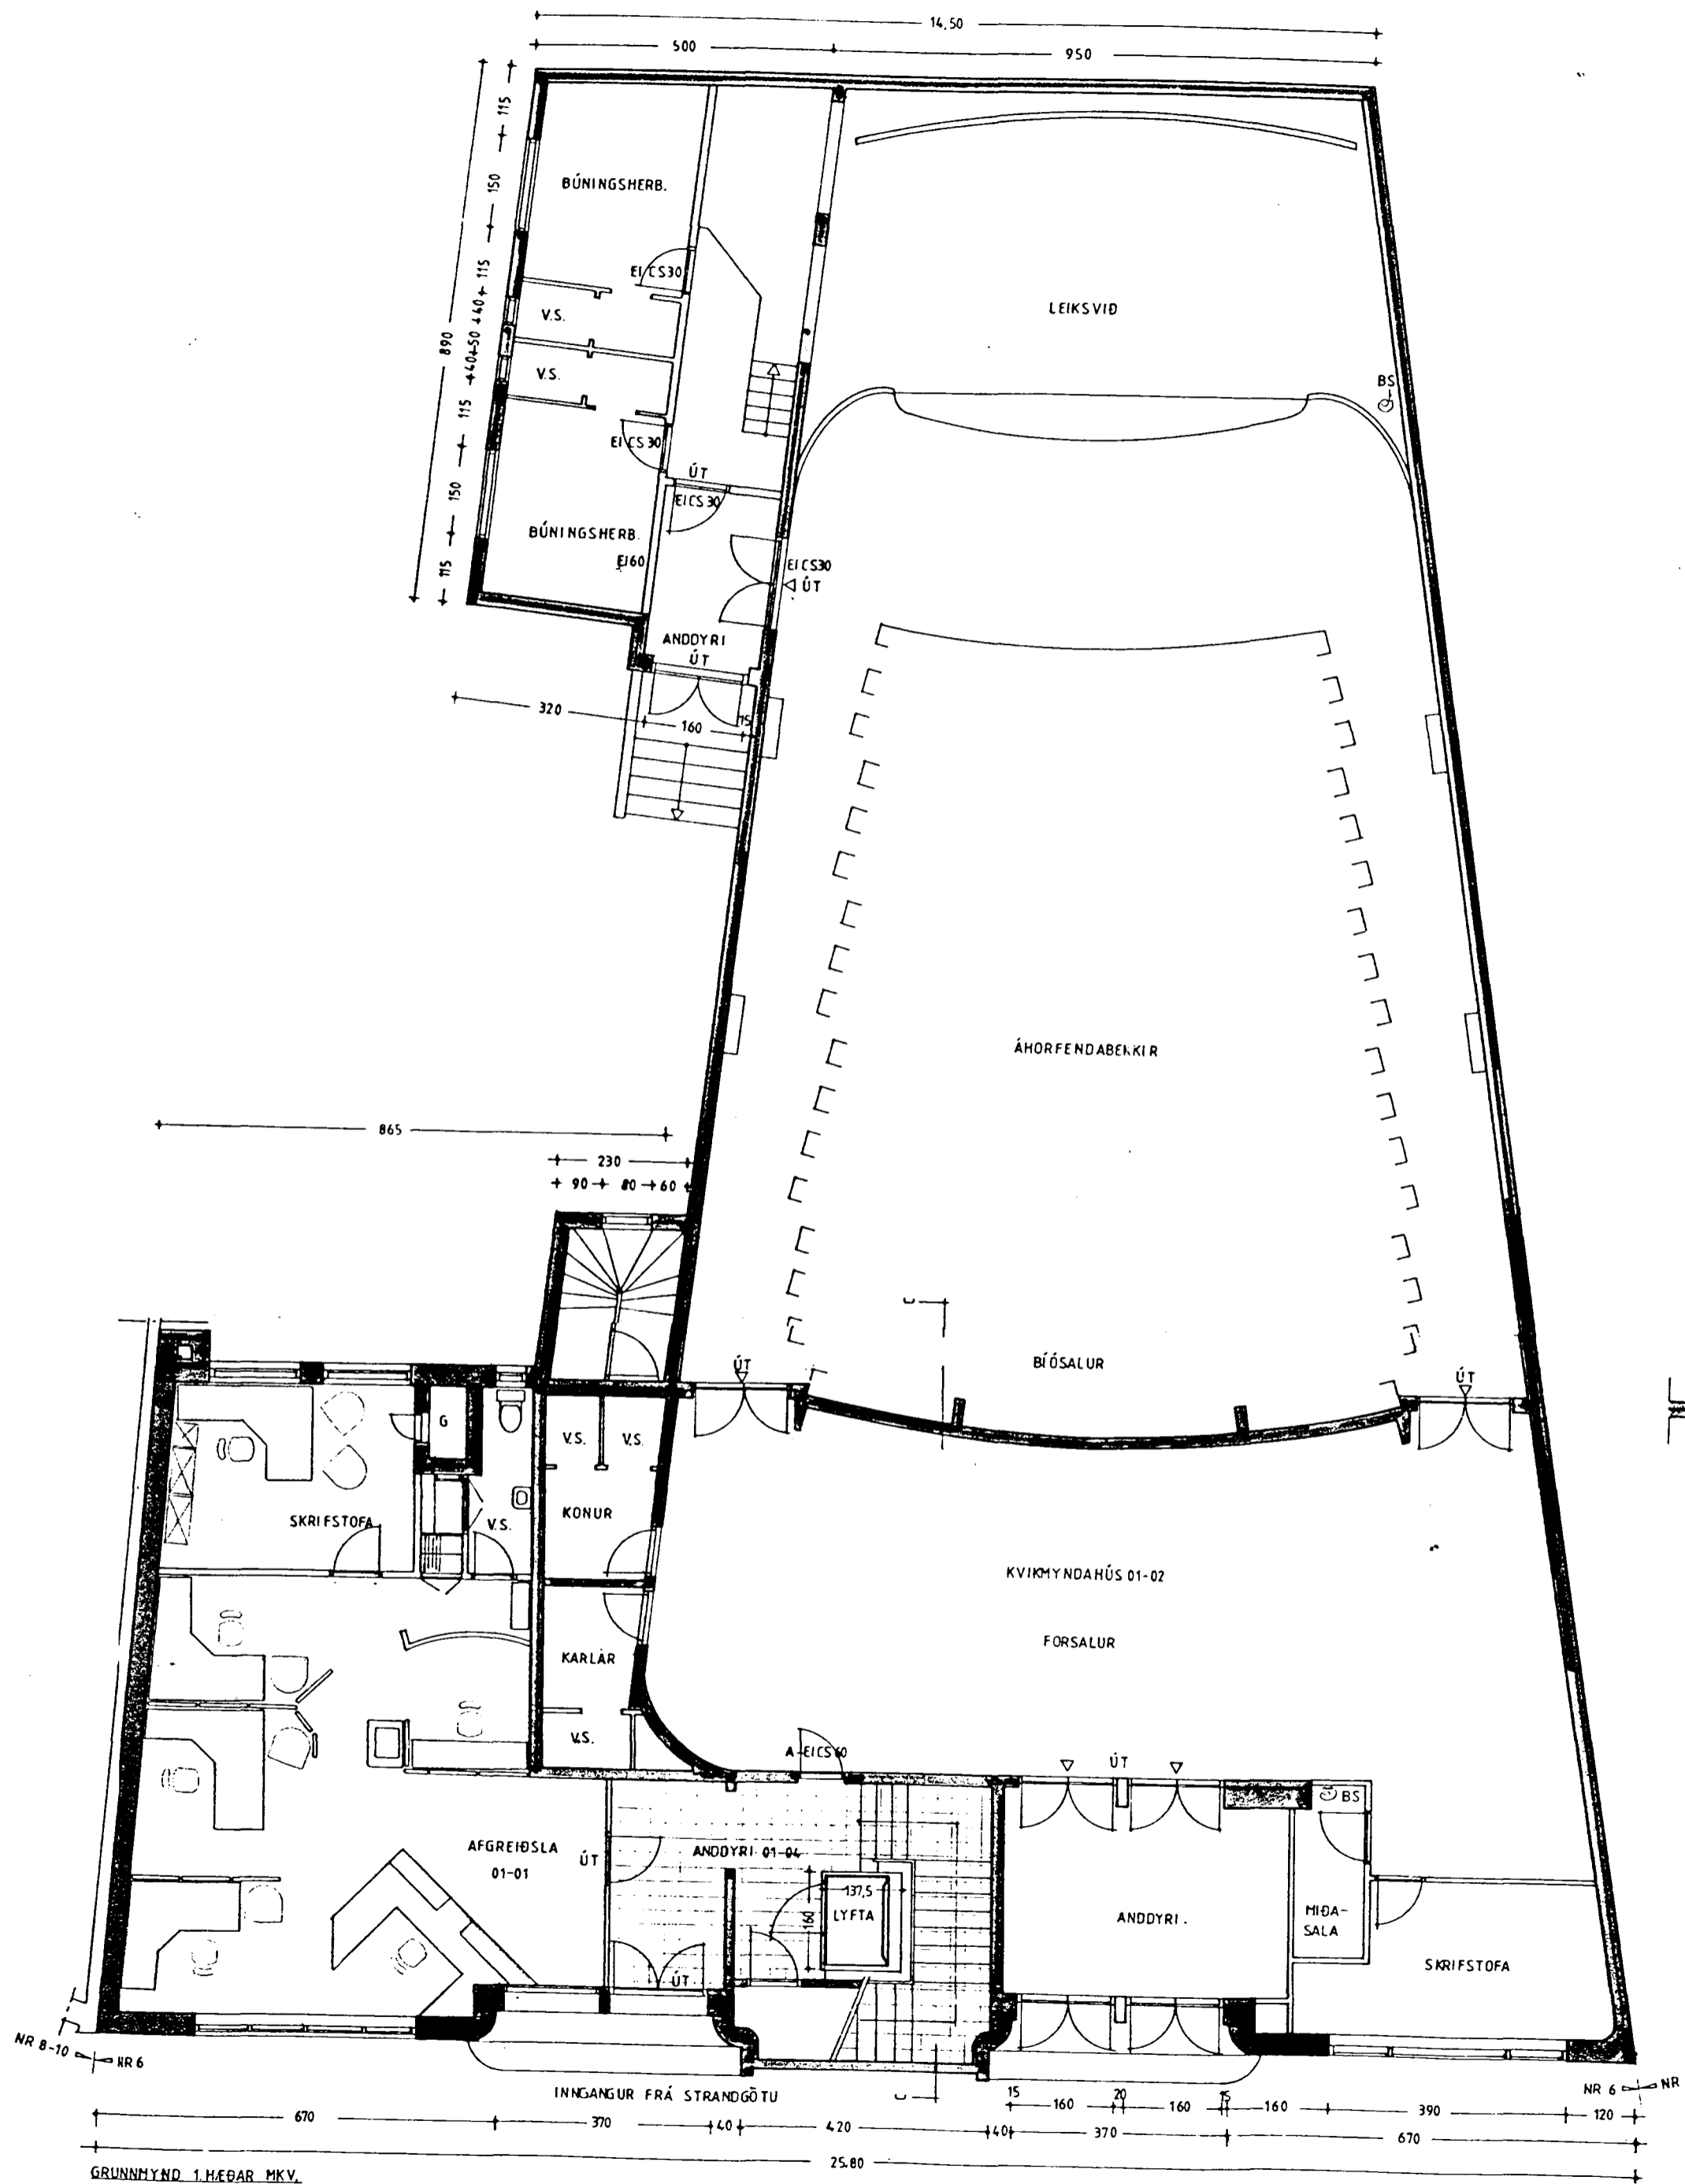 14.50
500
950
115
150
115
40
50
40
115
150
115
890
BÚNINGSHERB.
EICS30
V.S.
V.S.
EICS30
BÚNINGSHERB.
EI60
ÚT
EICS30
EICS30
ÚT
ANDDYRI
ÚT
320
160
15
LEIKSVIÐ
BS
ÁHORFENDABEKKIR
865
230
90
80
60
BÍÓSALUR
ÚT
ÚT
G
V.S.
V.S.
SKRIFSTOFA
V.S.
KONUR
KVIKMYNDAHÚS 01-02
FORSALUR
KARLAR
V.S.
A-EICS60
ÚT
BS
AFGREIÐSLA
01-01
ÚT
ANDDYRI 01-04
137,5
160
LYFTA
ANDDYRI.
MIÐA-
SALA
SKRIFSTOFA
ÚT
NR 8-10
NR 6
INNGANGUR FRÁ STRANDGÖTU
NR 6
NR
15
160
20
160
15
160
390
120
670
370
40
420
40
370
670
25.80
GRUNNMYND 1.HÆÐAR MKV.